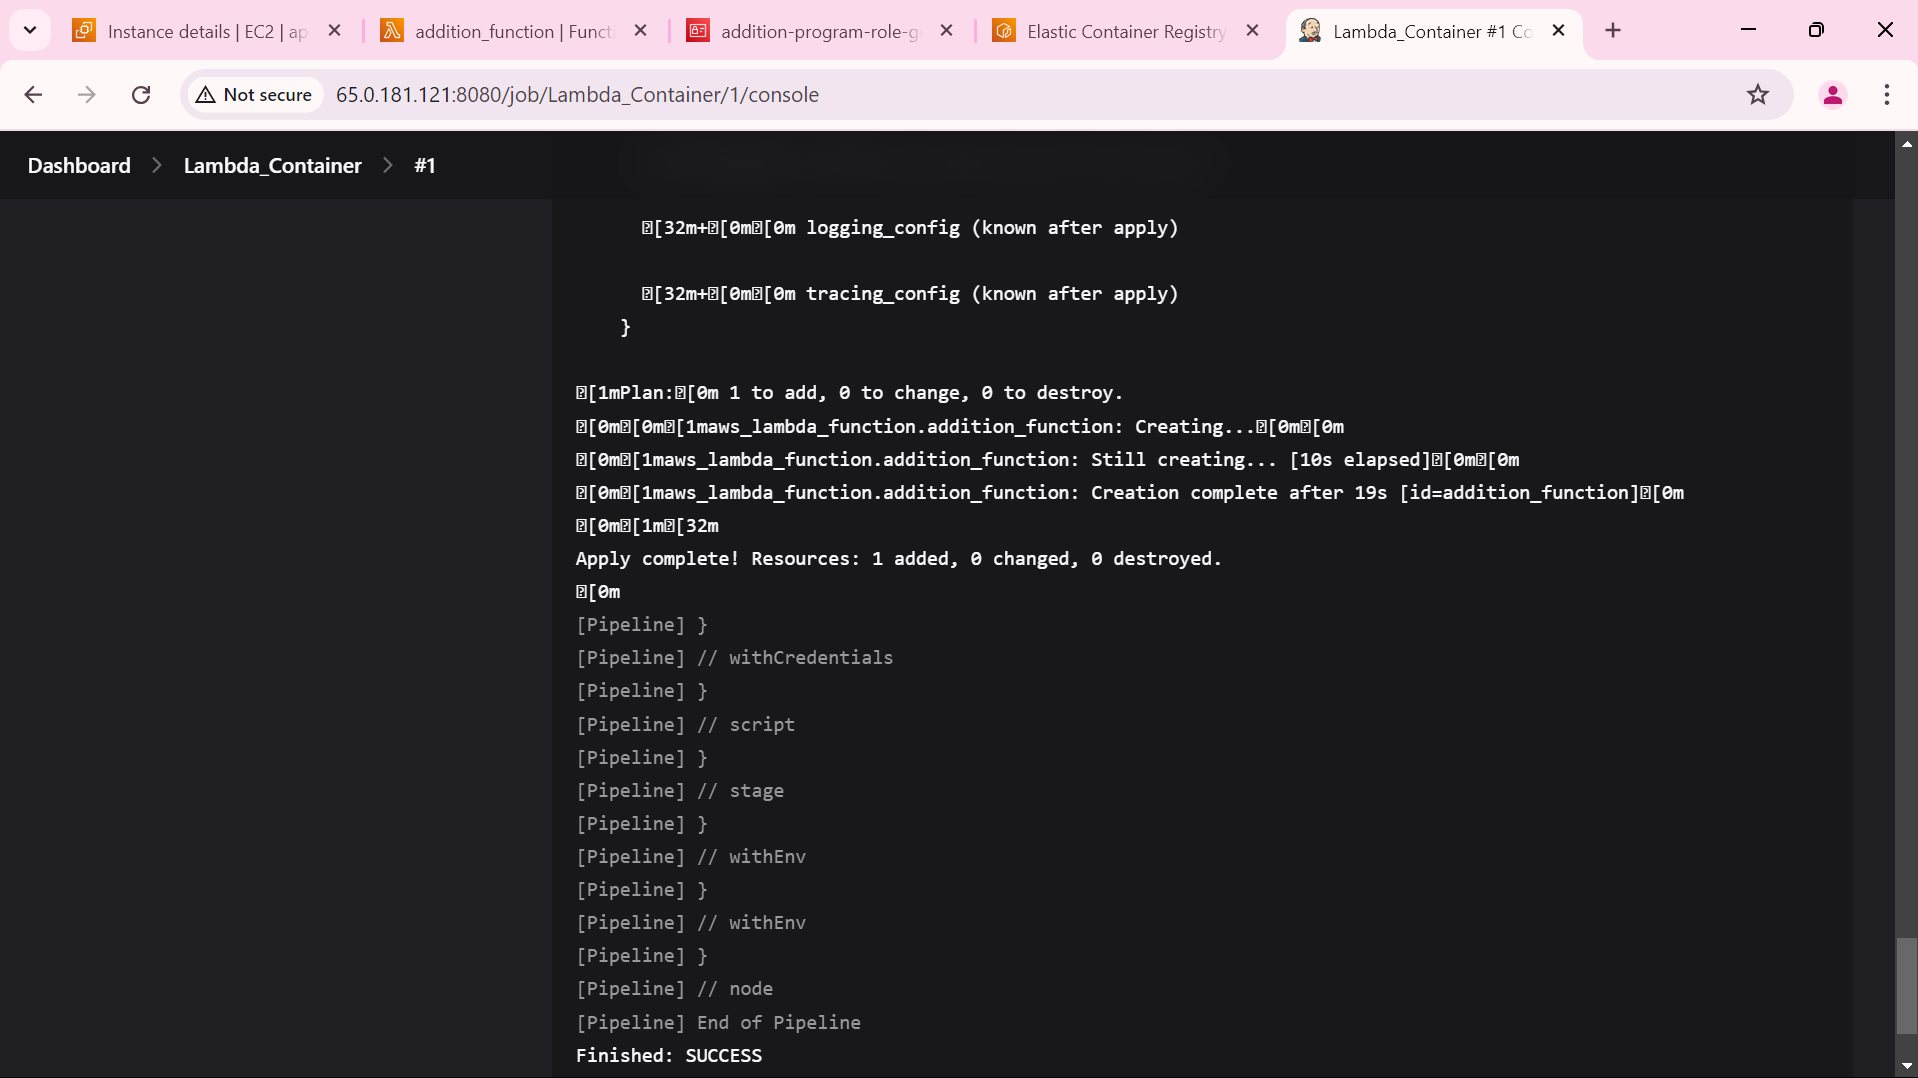 Instance details | EC2 | ap
addition_function | Functi
addition-program-role-g
Elastic Container Registry
Lambda_Container #1 Co
Not secure
65.0.181.121:8080/job/Lambda_Container/1/console
Dashboard > Lambda_Container > #1
[32m+[0m[0m logging_config (known after apply)
[32m+[0m[0m tracing_config (known after apply)
}
[1mPlan:[0m 1 to add, 0 to change, 0 to destroy.
[0m[0m[1maws_lambda_function.addition_function: Creating...[0m[0m
[0m[1maws_lambda_function.addition_function: Still creating... [10s elapsed][0m[0m
[0m[1maws_lambda_function.addition_function: Creation complete after 19s [id=addition_function][0m
[0m[1m[32m
Apply complete! Resources: 1 added, 0 changed, 0 destroyed.
[0m
[Pipeline] }
[Pipeline] // withCredentials
[Pipeline] }
[Pipeline] // script
[Pipeline] }
[Pipeline] // stage
[Pipeline] }
[Pipeline] // withEnv
[Pipeline] }
[Pipeline] // withEnv
[Pipeline] }
[Pipeline] // node
[Pipeline] End of Pipeline
Finished: SUCCESS